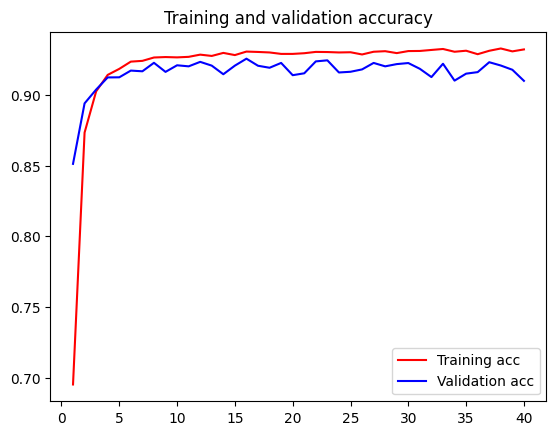 Training and validation accuracy
0.90
0.85
0.80
0.75
0.70
Training acc
Validation acc
0 5 10 15 20 25 30 35 40